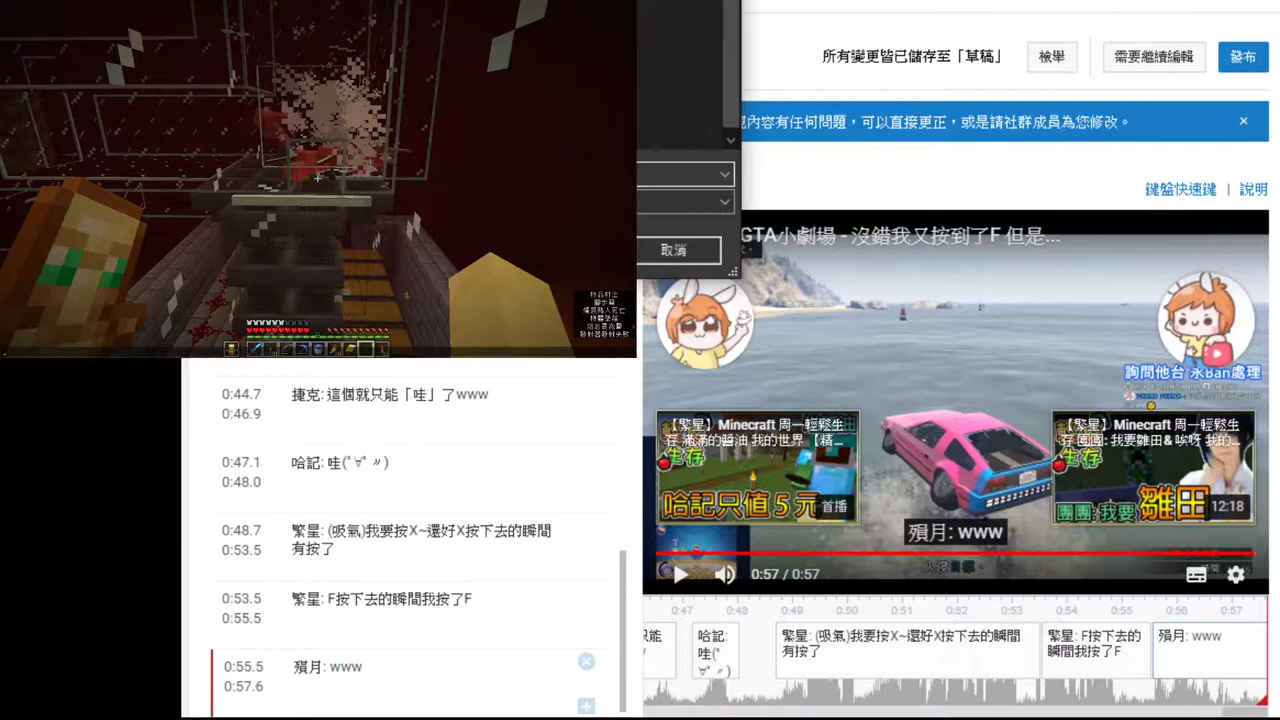 所有變更皆已儲存至「草稿」
檢舉
需要繼續編輯
發布
內容有任何問題，可以直接更正，或是請社群成員為您修改。
鍵盤快速鍵 | 說明
取消
GTA小劇場 - 沒錯我又按到了F 但是...
詢問他台 永Ban處理
【繁星】Minecraft 周一輕鬆生
存 滿滿的醬油 我的世界 【精...
生存
哈記只值5元
首播
【繁星】Minecraft 周一輕鬆生
存 團團: 我要雛田& 唉呀 我的...
生存
團團:我要雛田
12:18
殞月: www
0:57 / 0:57
0:44.7
0:46.9
捷克: 這個就只能「哇」了www
0:47.1
0:48.0
哈記: 哇(ﾟ∀ﾟ〃)
0:48.7
0:53.5
繁星: (吸氣)我要按X~還好X按下去的瞬間
有按了
0:53.5
0:55.5
繁星: F按下去的瞬間我按了F
0:55.5
0:57.6
殞月: www
0:47 0:48 0:49 0:50 0:51 0:52 0:53 0:54 0:55 0:56 0:57
只能
哈記:
哇(ﾟ
∀ﾟ〃)
繁星: (吸氣)我要按X~還好X按下去的瞬間
有按了
繁星: F按下去的
瞬間我按了F
殞月: www